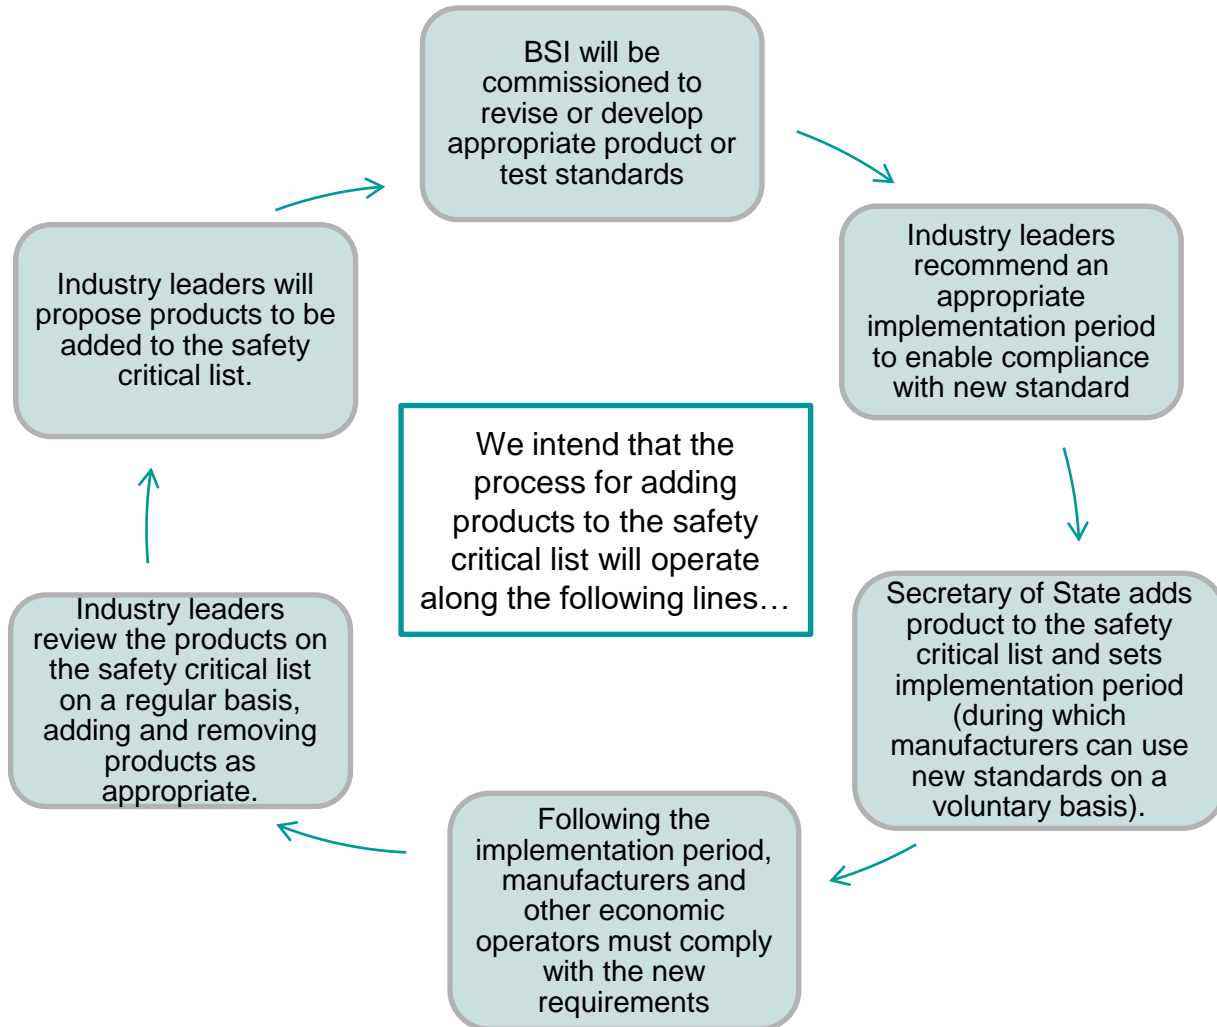 BSI will be
commissioned to
revise or develop
appropriate product or
test standards
Industry leaders
recommend an
appropriate
implementation period
to enable compliance
with new standard
Secretary of State adds
product to the safety
critical list and sets
implementation period
(during which
manufacturers can use
new standards on a
voluntary basis).
Following the
implementation period,
manufacturers and
other economic
operators must comply
with the new
requirements
Industry leaders
review the products on
the safety critical list
on a regular basis,
adding and removing
products as
appropriate.
Industry leaders will
propose products to be
added to the safety
critical list.
We intend that the
process for adding
products to the safety
critical list will operate
along the following lines…